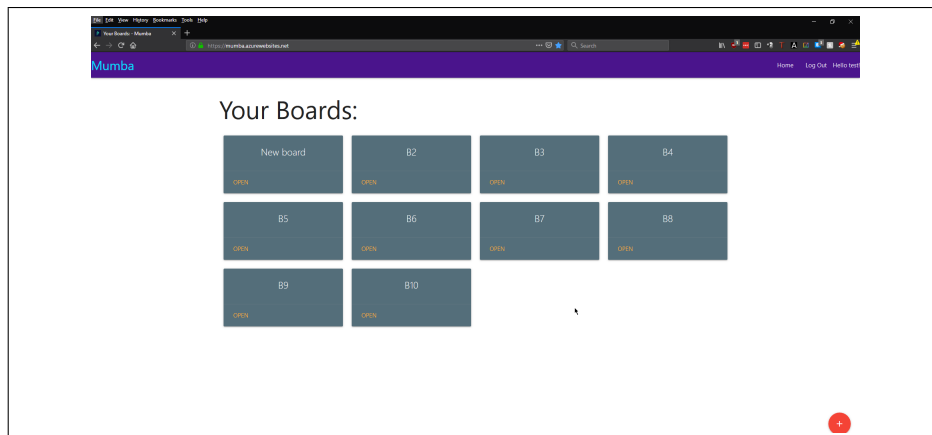 File Edit View History Bookmarks Tools Help
Your Boards - Mumba
https://mumba.azurewebsites.net
Search
Mumba
Home Log Out Hello test!
Your Boards:
New board B2 B3 B4
OPEN OPEN OPEN OPEN
B5 B6 B7 B8
OPEN OPEN OPEN OPEN
B9 B10
OPEN OPEN